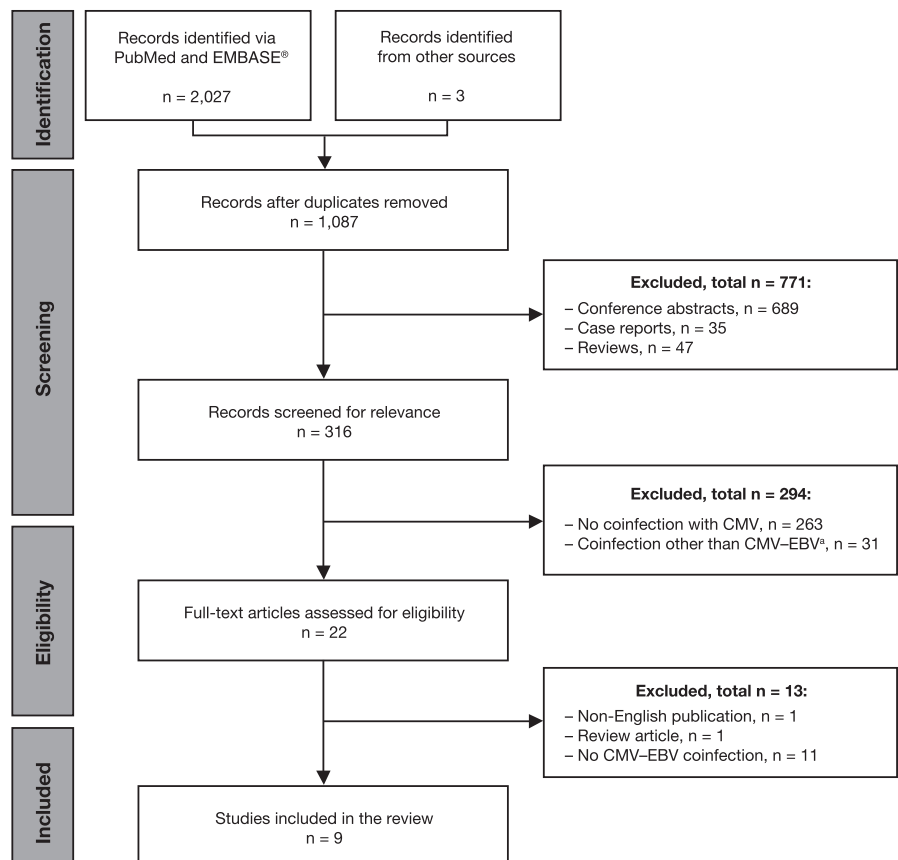 Identification
Records identified via
PubMed and EMBASE®
n = 2,027
Records identified
from other sources
n = 3
Screening
Records after duplicates removed
n = 1,087
Excluded, total n = 771:
– Conference abstracts, n = 689
– Case reports, n = 35
– Reviews, n = 47
Records screened for relevance
n = 316
Excluded, total n = 294:
– No coinfection with CMV, n = 263
– Coinfection other than CMV–EBVᵃ, n = 31
Eligibility
Full-text articles assessed for eligibility
n = 22
Excluded, total n = 13:
– Non-English publication, n = 1
– Review article, n = 1
– No CMV–EBV coinfection, n = 11
Included
Studies included in the review
n = 9